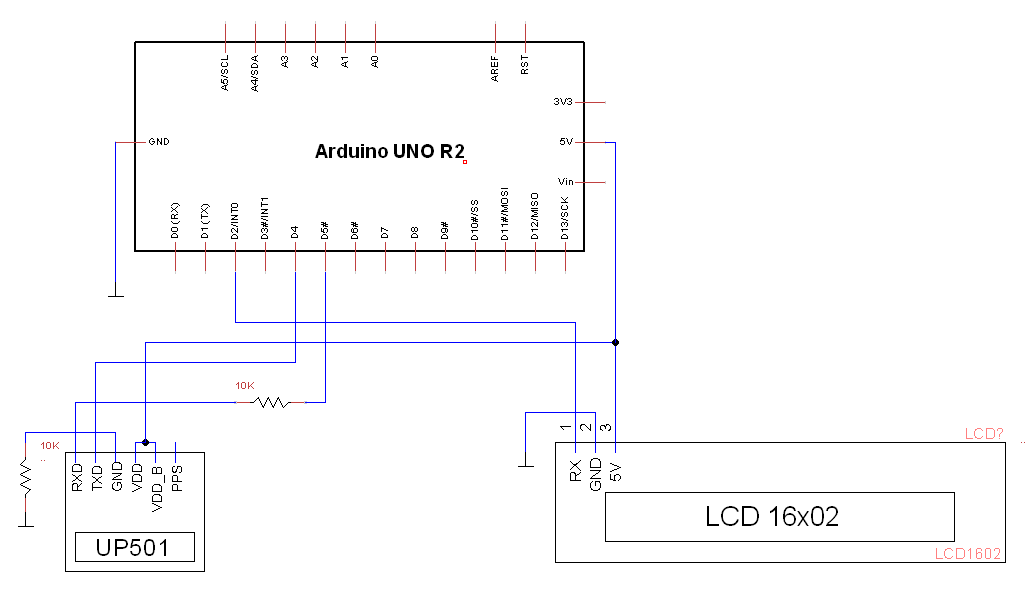 A5/SCL
A4/SDA
A3
A2
A1
A0
AREF
RST
3V3
GND
5V
Arduino UNO R2
Vin
D0(RX)
D1(TX)
D2/INT0
D3#/INT1
D4
D5#
D6#
D7
D8
D9#
D10#/SS
D11#/MOSI
D12/MISO
D13/SCK
10K
10K
RXD
TXD
GND
VDD
VDD_B
PPS
UP501
1
2
3
LCD?
RX
GND
5V
LCD 16x02
LCD1602